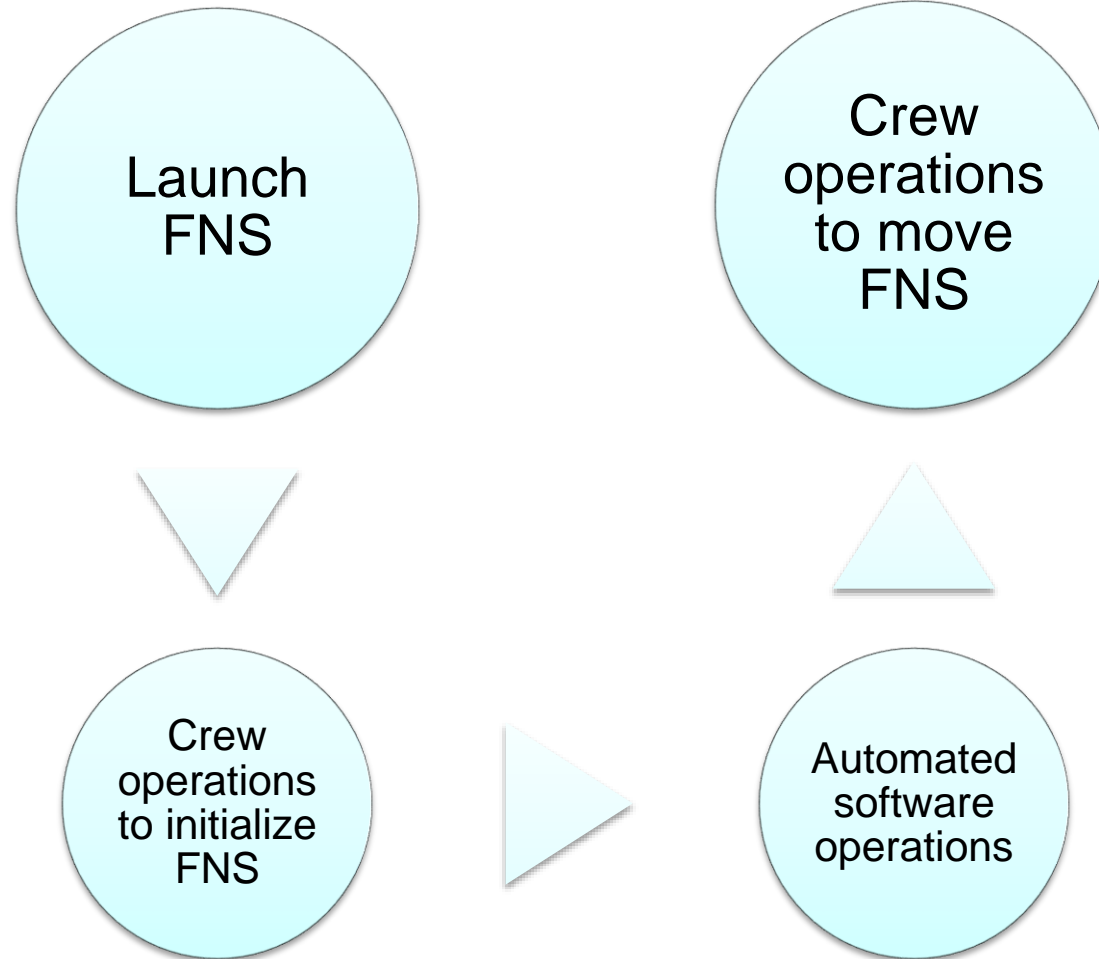 Launch
FNS
Crew
operations
to initialize
FNS
Automated
software
operations
Crew
operations
to move
FNS